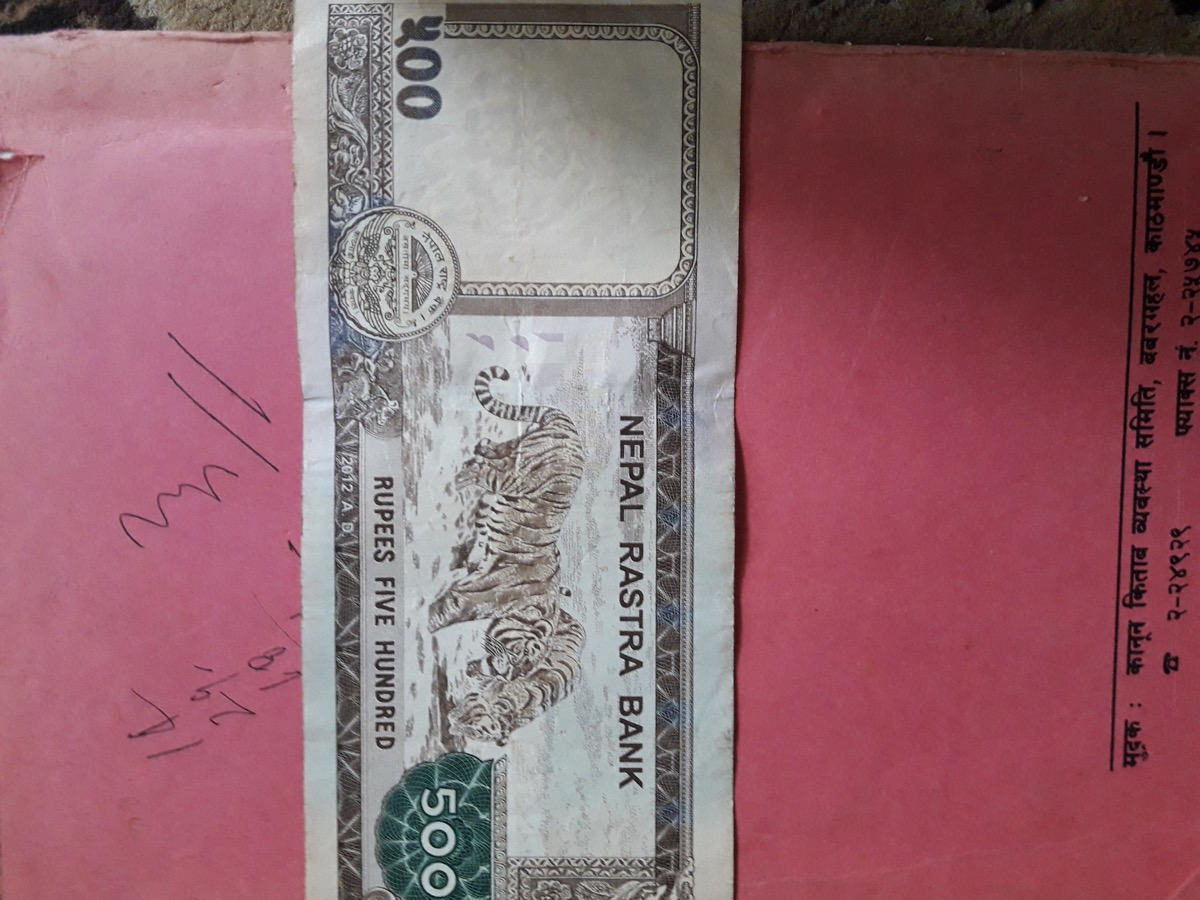 14
29.
18
2012 A. D.
RUPEES FIVE HUNDRED
500
५००
NEPAL RASTRA BANK
मुद्रक : कानून किताब व्यवस्था समिति, बबरमहल, काठमाण्डौ ।
☎ २-२४९२९ फ्याक्स नं. २-२५७४५